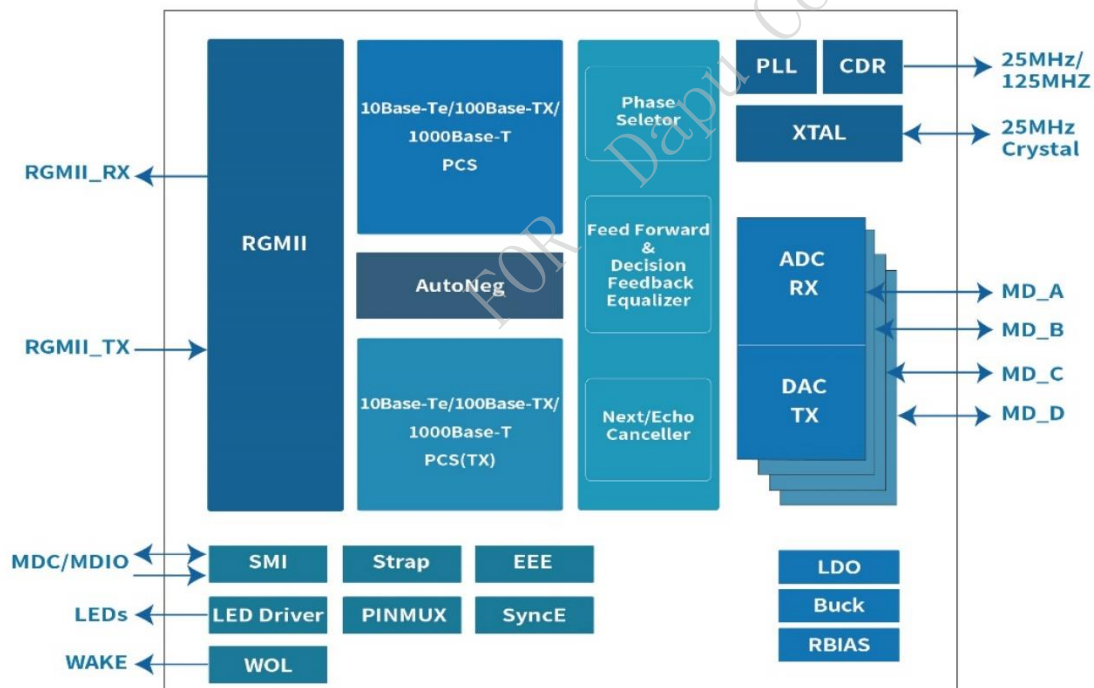 PLL
CDR
25MHz/
125MHZ
XTAL
25MHz
Crystal
RGMII_RX
RGMII
RGMII_TX
10Base-Te/100Base-TX/
1000Base-T
PCS
AutoNeg
10Base-Te/100Base-TX/
1000Base-T
PCS(TX)
Phase
Seletor
Feed Forward
&
Decision
Feedback
Equalizer
Next/Echo
Canceller
ADC
RX
DAC
TX
MD_A
MD_B
MD_C
MD_D
MDC/MDIO
SMI
Strap
EEE
LEDs
LED Driver
PINMUX
SyncE
WAKE
WOL
LDO
Buck
RBIAS
FOR Dapu